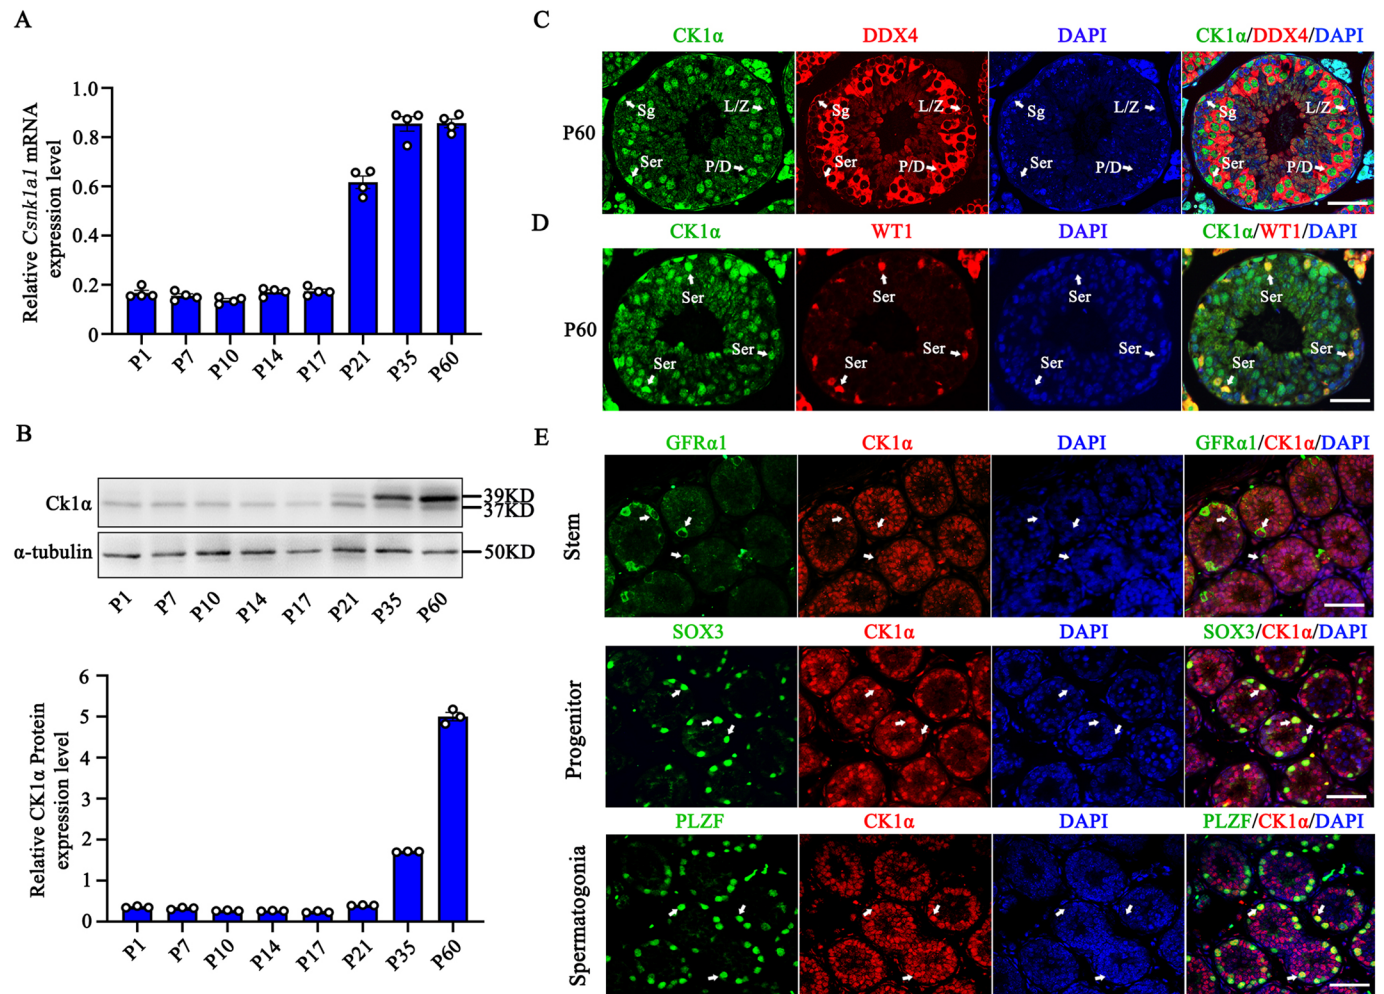 A
Relative Csnk1a1 mRNA
expression level
1.0
0.8
0.6
0.4
0.2
0
P1 P7 P10 P14 P17 P21 P35 P60
B
Ck1α
39KD
37KD
α-tubulin
50KD
P1 P7 P10 P14 P17 P21 P35 P60
Relative CK1α Protein
expression level
6
5
4
3
2
1
0
P1 P7 P10 P14 P17 P21 P35 P60
C
CK1α DDX4 DAPI CK1α/DDX4/DAPI
P60
Sg L/Z Ser P/D
Sg L/Z Ser P/D
Sg L/Z Ser P/D
Sg L/Z Ser P/D
D
CK1α WT1 DAPI CK1α/WT1/DAPI
P60
Ser Ser Ser
Ser Ser Ser
Ser Ser Ser
Ser Ser Ser
E
GFRα1 CK1α DAPI GFRα1/CK1α/DAPI
Stem
SOX3 CK1α DAPI SOX3/CK1α/DAPI
Progenitor
PLZF CK1α DAPI PLZF/CK1α/DAPI
Spermatogonia